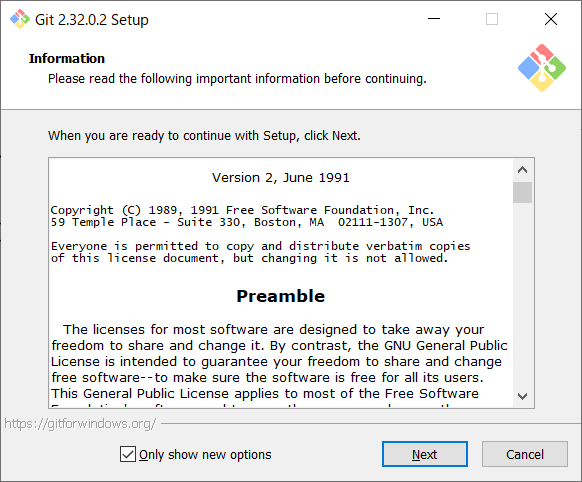 Git 2.32.0.2 Setup
Information
Please read the following important information before continuing.
When you are ready to continue with Setup, click Next.
Version 2, June 1991
Copyright (C) 1989, 1991 Free Software Foundation, Inc.
59 Temple Place - Suite 330, Boston, MA  02111-1307, USA
Everyone is permitted to copy and distribute verbatim copies
of this license document, but changing it is not allowed.
Preamble
The licenses for most software are designed to take away your
freedom to share and change it. By contrast, the GNU General Public
License is intended to guarantee your freedom to share and change
free software--to make sure the software is free for all its users.
This General Public License applies to most of the Free Software
https://gitforwindows.org/
Only show new options
Next
Cancel